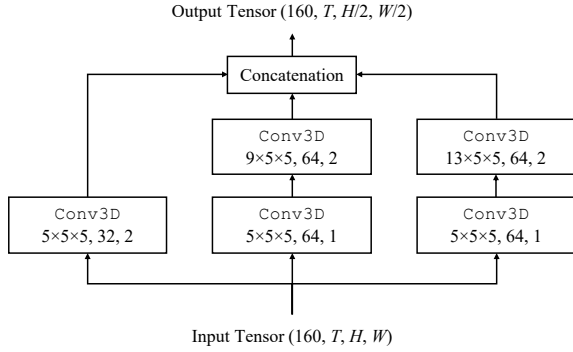 Output Tensor (160, T, H/2, W/2)
Concatenation
Conv3D
9×5×5, 64, 2
Conv3D
13×5×5, 64, 2
Conv3D
5×5×5, 32, 2
Conv3D
5×5×5, 64, 1
Conv3D
5×5×5, 64, 1
Input Tensor (160, T, H, W)